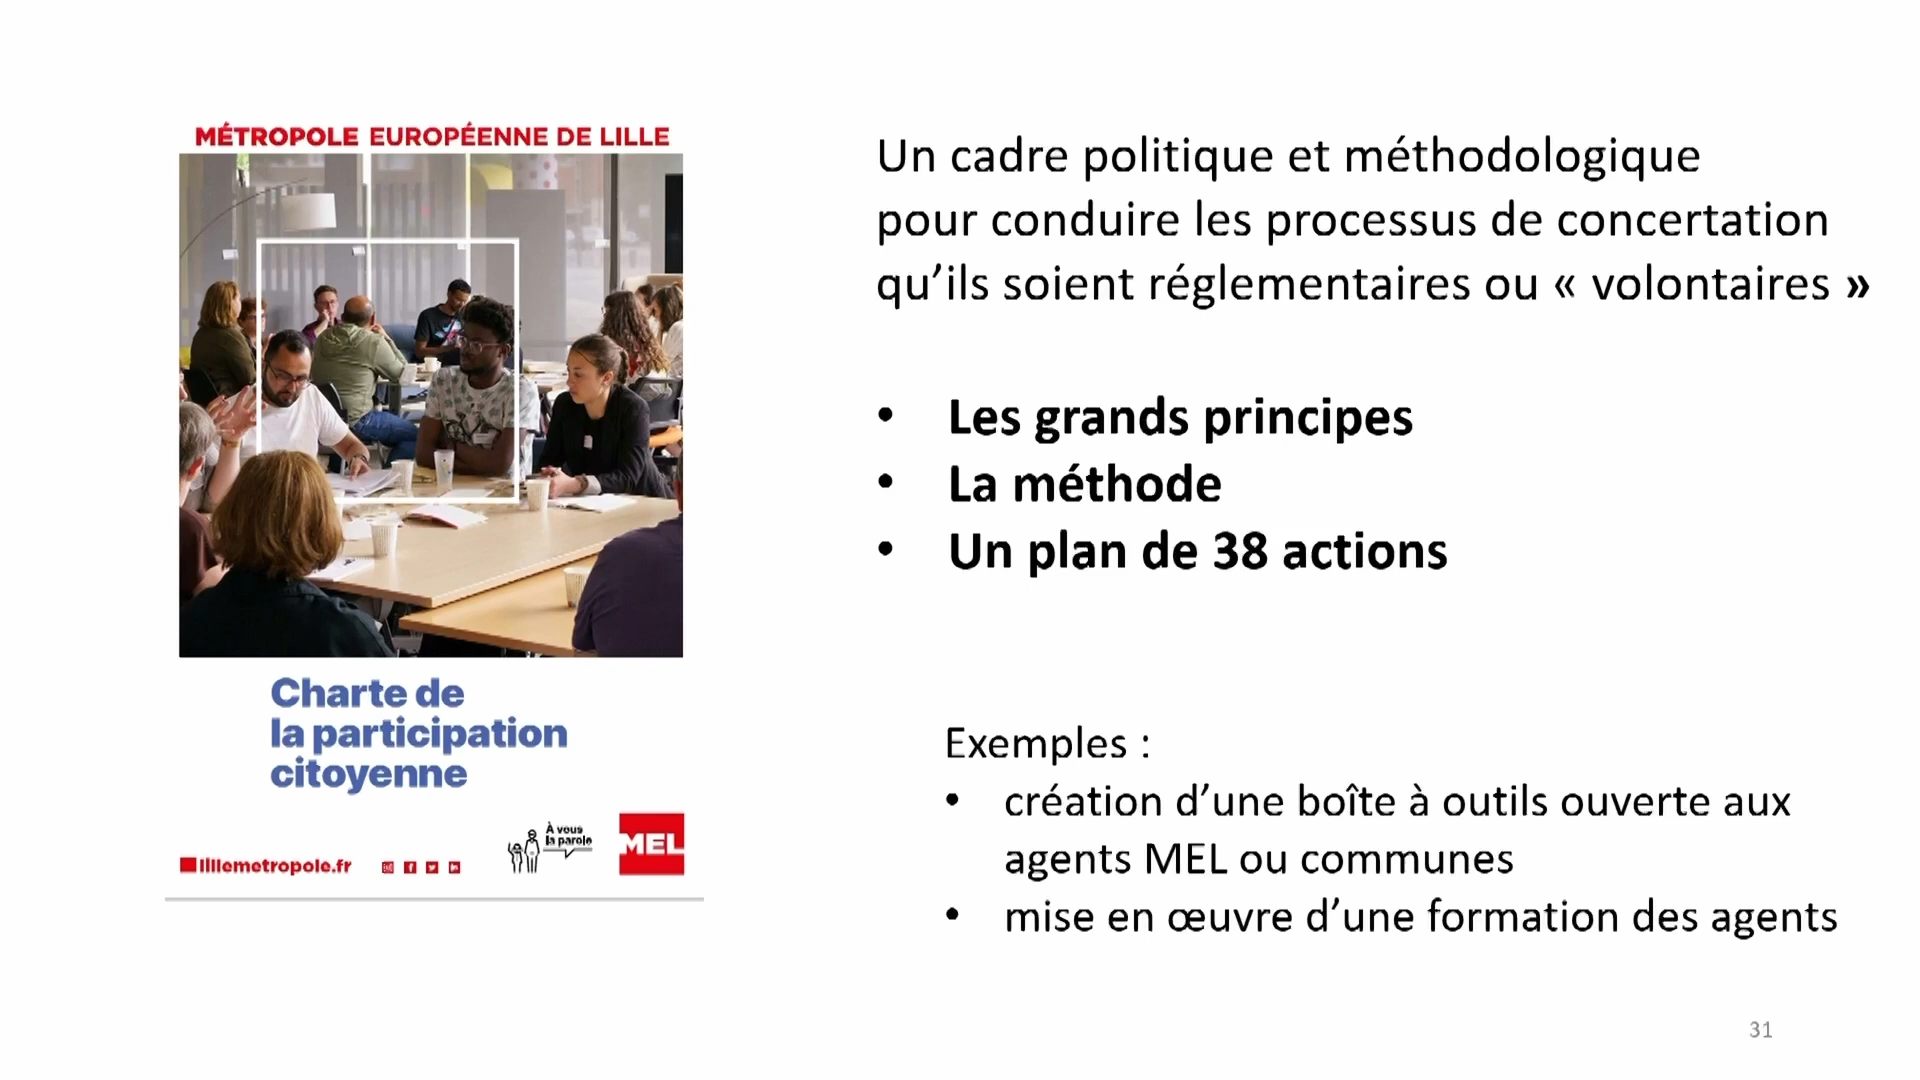 MÉTROPOLE EUROPÉENNE DE LILLE
Charte de
la participation
citoyenne
lillemetropole.fr
À vous
la parole
MEL
Un cadre politique et méthodologique
pour conduire les processus de concertation
qu’ils soient réglementaires ou « volontaires »
• Les grands principes
• La méthode
• Un plan de 38 actions
Exemples :
• création d’une boîte à outils ouverte aux
agents MEL ou communes
• mise en œuvre d’une formation des agents
31